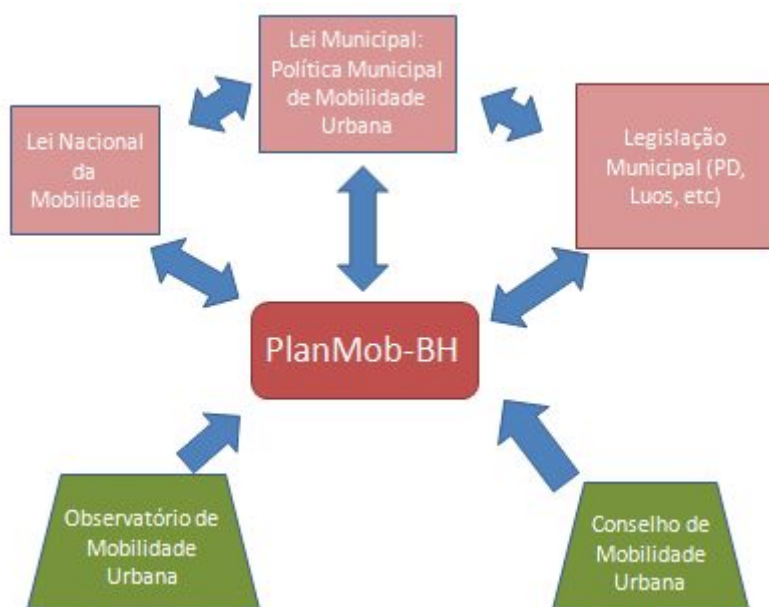 Lei Municipal:
Política Municipal
de Mobilidade
Urbana
Lei Nacional
da
Mobilidade
Legislação
Municipal (PD,
Luos, etc)
PlanMob-BH
Observatório de
Mobilidade
Urbana
Conselho de
Mobilidade
Urbana